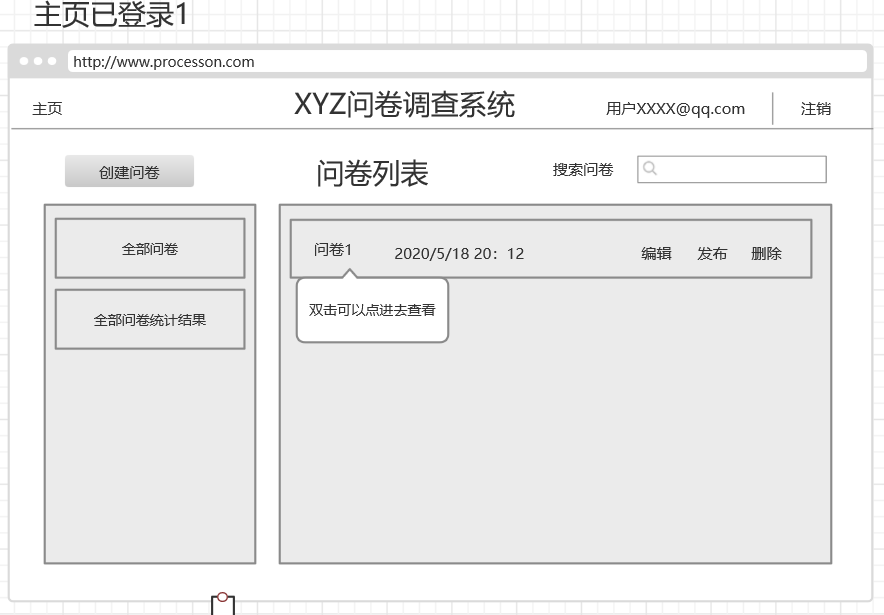 主页已登录1
http://www.processon.com
主页
XYZ问卷调查系统
用户XXXX@qq.com
注销
创建问卷
问卷列表
搜索问卷
全部问卷
全部问卷统计结果
问卷1
2020/5/18 20：12
编辑
发布
删除
双击可以点进去查看